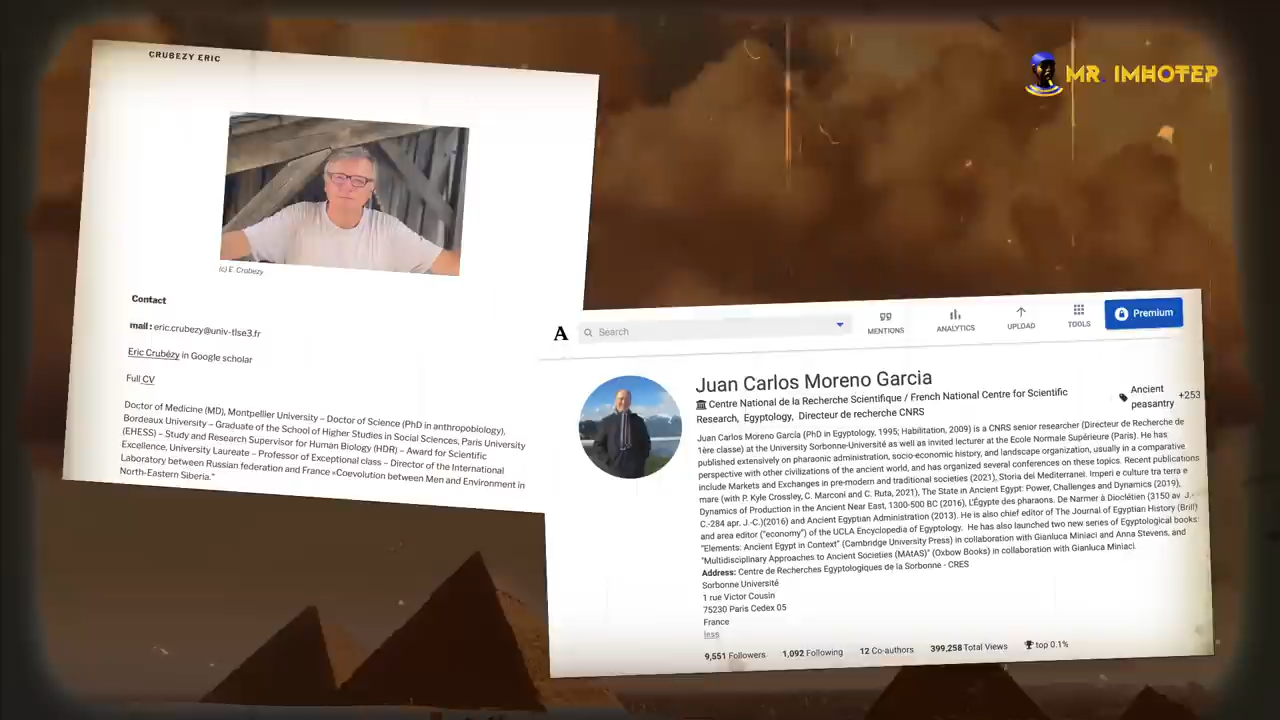 CRUBEZY ERIC
MR. IMHOTEP
(c) E. Crubezy
Contact
mail : eric.crubezy@univ-tlse3.fr
Eric Crubézy in Google scholar
Full CV
Doctor of Medicine (MD), Montpellier University – Doctor of Science (PhD in anthropobiology),
Bordeaux University – Graduate of the School of Higher Studies in Social Sciences, Paris University
(EHESS) – Study and Research Supervisor for Human Biology (HDR) – Award for Scientific
Excellence, University Laureate – Professor of Exceptional class – Director of the International
Laboratory between Russian federation and France «Coevolution between Men and Environment in
North-Eastern Siberia."
A
Search
MENTIONS
ANALYTICS
UPLOAD
TOOLS
Premium
Juan Carlos Moreno Garcia
Centre National de la Recherche Scientifique / French National Centre for Scientific
Research, Egyptology, Directeur de recherche CNRS
Ancient
peasantry +253
Juan Carlos Moreno García (PhD in Egyptology, 1995; Habilitation, 2009) is a CNRS senior researcher (Directeur de Recherche de
1ère classe) at the University Sorbonne-Université as well as invited lecturer at the Ecole Normale Supérieure (Paris). He has
published extensively on pharaonic administration, socio-economic history, and landscape organization, usually in a comparative
perspective with other civilizations of the ancient world, and has organized several conferences on these topics. Recent publications
include Markets and Exchanges in pre-modern and traditional societies (2021), Storia dei Mediterranei. Imperi e culture tra terra e
mare (with P. Kyle Crossley, C. Marconi and C. Ruta, 2021), The State in Ancient Egypt: Power, Challenges and Dynamics (2019),
Dynamics of Production in the Ancient Near East, 1300-500 BC (2016), L'Égypte des pharaons. De Narmer à Dioclétien (3150 av. J.-
C.-284 apr. J.-C.)(2016) and Ancient Egyptian Administration (2013). He is also chief editor of The Journal of Egyptian History (Brill)
and area editor ("economy") of the UCLA Encyclopedia of Egyptology. He has also launched two new series of Egyptological books:
"Elements: Ancient Egypt in Context" (Cambridge University Press) in collaboration with Gianluca Miniaci and Anna Stevens, and
"Multidisciplinary Approaches to Ancient Societies (MAtAS)" (Oxbow Books) in collaboration with Gianluca Miniaci.
Address: Centre de Recherches Egyptologiques de la Sorbonne - CRES
Sorbonne Université
1 rue Victor Cousin
75230 Paris Cedex 05
France
less
9,551 Followers 1,092 Following 12 Co-authors 399,258 Total Views top 0.1%